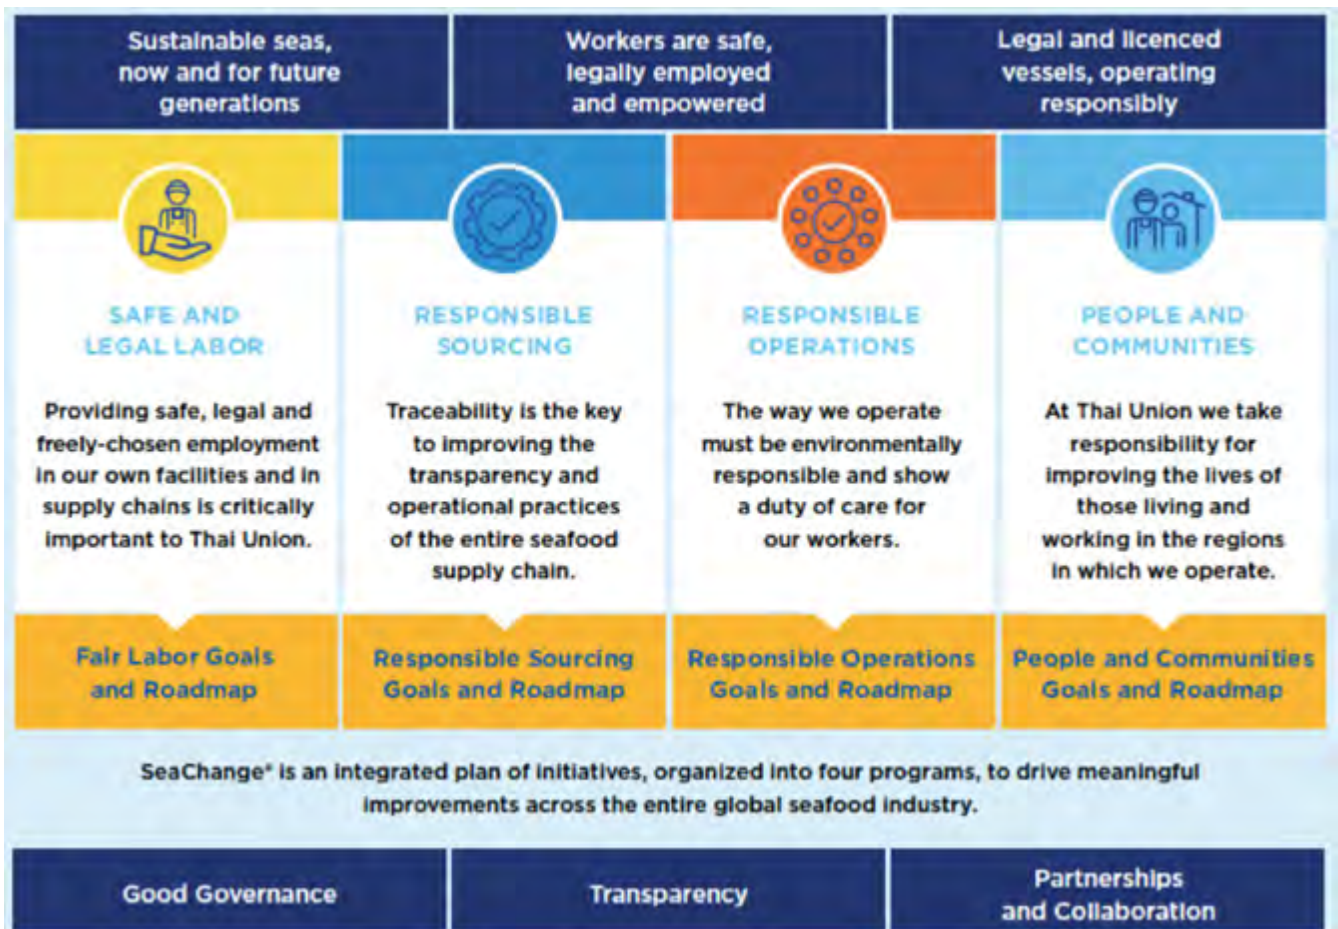 Sustainable seas,
now and for future
generations
Workers are safe,
legally employed
and empowered
Legal and licenced
vessels, operating
responsibly
SAFE AND
LEGAL LABOR
Providing safe, legal and
freely-chosen employment
in our own facilities and in
supply chains is critically
important to Thai Union.
Fair Labor Goals
and Roadmap
RESPONSIBLE
SOURCING
Traceability is the key
to improving the
transparency and
operational practices
of the entire seafood
supply chain.
Responsible Sourcing
Goals and Roadmap
RESPONSIBLE
OPERATIONS
The way we operate
must be environmentally
responsible and show
a duty of care for
our workers.
Responsible Operations
Goals and Roadmap
PEOPLE AND
COMMUNITIES
At Thai Union we take
responsibility for
improving the lives of
those living and
working in the regions
in which we operate.
People and Communities
Goals and Roadmap
SeaChange® is an integrated plan of initiatives, organized into four programs, to drive meaningful
improvements across the entire global seafood industry.
Good Governance
Transparency
Partnerships
and Collaboration